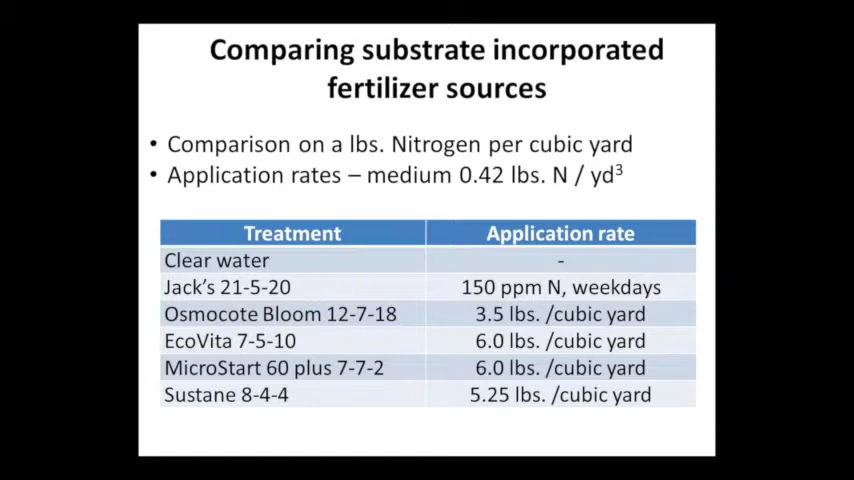 Comparing substrate incorporated
fertilizer sources
• Comparison on a lbs. Nitrogen per cubic yard
• Application rates – medium 0.42 lbs. N / yd³
Treatment Application rate
Clear water -
Jack's 21-5-20 150 ppm N, weekdays
Osmocote Bloom 12-7-18 3.5 lbs. /cubic yard
EcoVita 7-5-10 6.0 lbs. /cubic yard
MicroStart 60 plus 7-7-2 6.0 lbs. /cubic yard
Sustane 8-4-4 5.25 lbs. /cubic yard